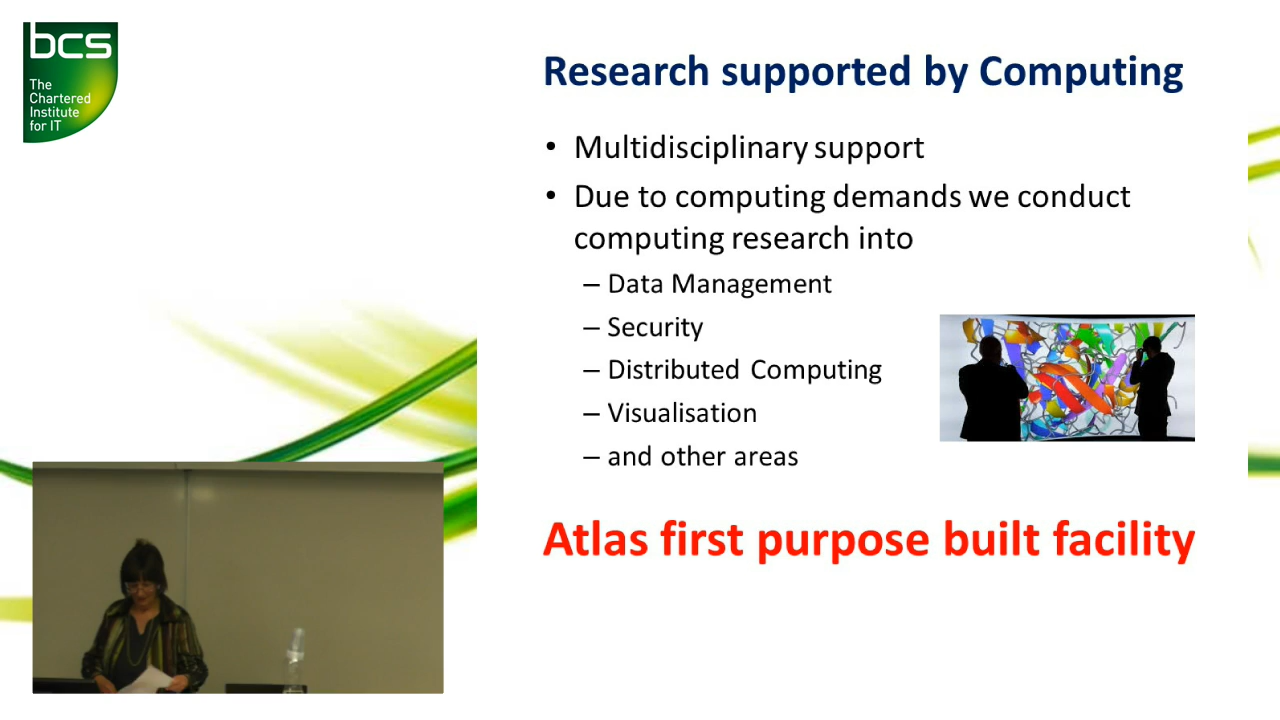 bcs
The
Chartered
Institute
for IT
Research supported by Computing
• Multidisciplinary support
• Due to computing demands we conduct
computing research into
– Data Management
– Security
– Distributed Computing
– Visualisation
– and other areas
Atlas first purpose built facility